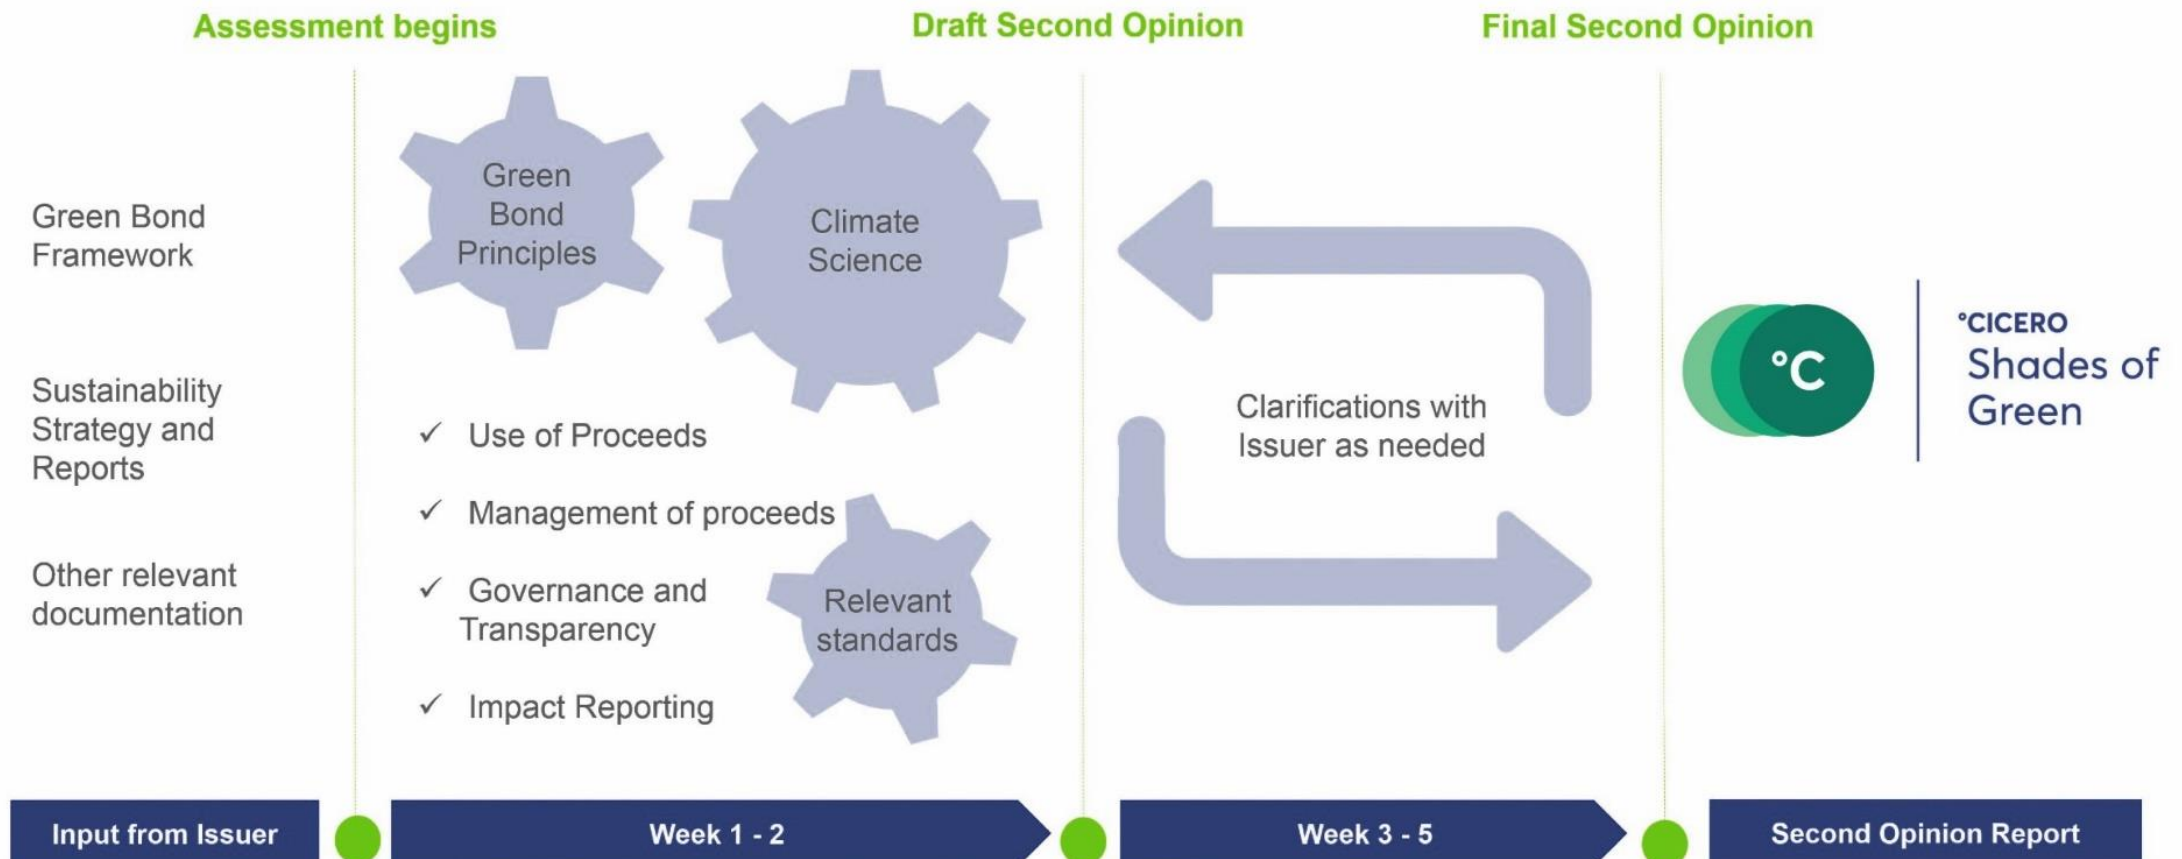 Assessment begins
Draft Second Opinion
Final Second Opinion
Green Bond
Framework
Sustainability
Strategy and
Reports
Other relevant
documentation
Green
Bond
Principles
Climate
Science
✓ Use of Proceeds
✓ Management of proceeds
✓ Governance and
Transparency
✓ Impact Reporting
Relevant
standards
Clarifications with
Issuer as needed
°C
°CICERO
Shades of
Green
Input from Issuer
Week 1 - 2
Week 3 - 5
Second Opinion Report